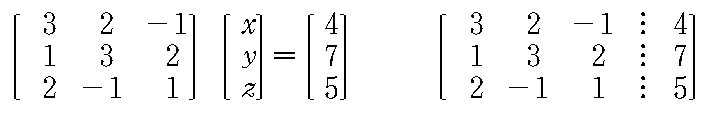 [ 3 2 −1 ] [ x ] [ 4 ] [ 3 2 −1 ⋮ 4 ]
[ 1 3 2 ] [ y ] = [ 7 ] [ 1 3 2 ⋮ 7 ]
[ 2 −1 1 ] [ z ] [ 5 ] [ 2 −1 1 ⋮ 5 ]